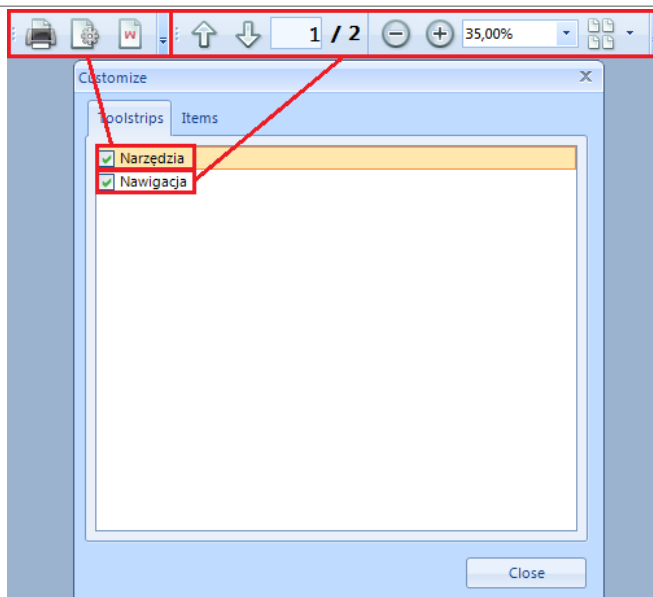 W
1 / 2
35,00%
Customize
Toolstrips Items
Narzędzia
Nawigacja
Close